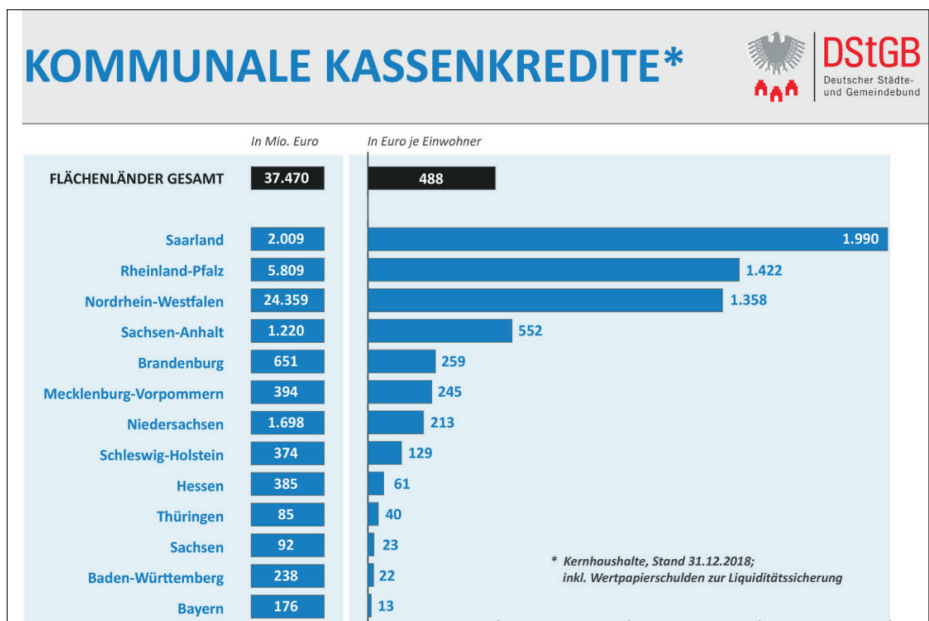 KOMMUNALE KASSENKREDITE*
DStGB
Deutscher Städte-
und Gemeindebund
In Mio. Euro In Euro je Einwohner
FLÄCHENLÄNDER GESAMT 37.470 488
Saarland 2.009 1.990
Rheinland-Pfalz 5.809 1.422
Nordrhein-Westfalen 24.359 1.358
Sachsen-Anhalt 1.220 552
Brandenburg 651 259
Mecklenburg-Vorpommern 394 245
Niedersachsen 1.698 213
Schleswig-Holstein 374 129
Hessen 385 61
Thüringen 85 40
Sachsen 92 23
Baden-Württemberg 238 22
Bayern 176 13
* Kernhaushalte, Stand 31.12.2018;
inkl. Wertpapierschulden zur Liquiditätssicherung